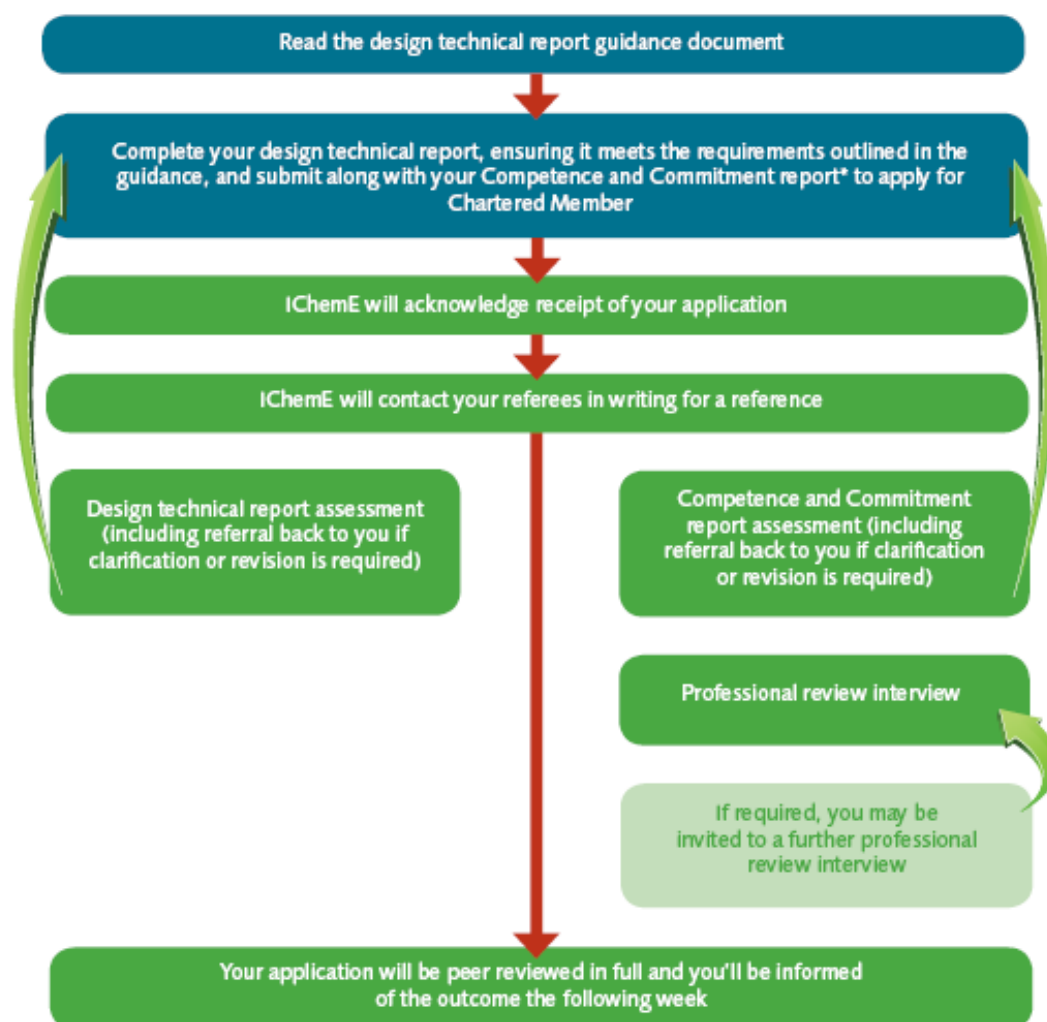 Read the design technical report guidance document
Complete your design technical report, ensuring it meets the requirements outlined in the
guidance, and submit along with your Competence and Commitment report* to apply for
Chartered Member
IChemE will acknowledge receipt of your application
IChemE will contact your referees in writing for a reference
Design technical report assessment
(including referral back to you if
clarification or revision is required)
Competence and Commitment
report assessment (including
referral back to you if clarification
or revision is required)
Professional review interview
If required, you may be
invited to a further professional
review interview
Your application will be peer reviewed in full and you'll be informed
of the outcome the following week